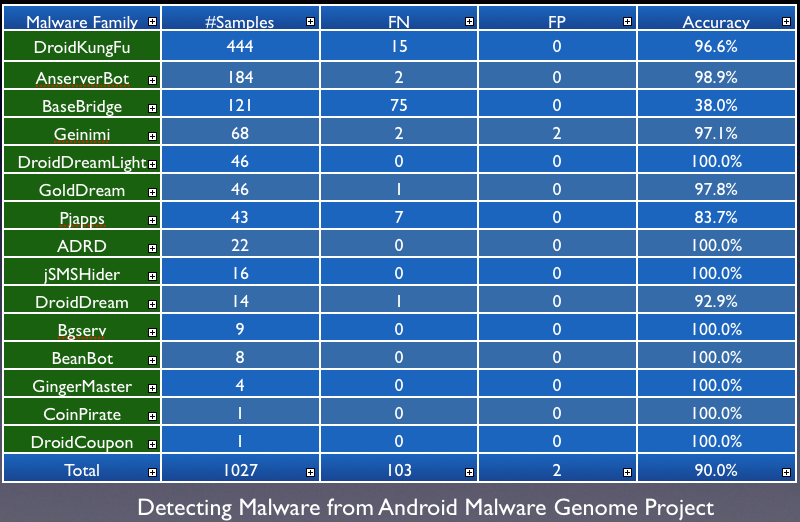 Malware Family #Samples FN FP Accuracy
DroidKungFu 444 15 0 96.6%
AnserverBot 184 2 0 98.9%
BaseBridge 121 75 0 38.0%
Geinimi 68 2 2 97.1%
DroidDreamLight 46 0 0 100.0%
GoldDream 46 1 0 97.8%
Pjapps 43 7 0 83.7%
ADRD 22 0 0 100.0%
jSMSHider 16 0 0 100.0%
DroidDream 14 1 0 92.9%
Bgserv 9 0 0 100.0%
BeanBot 8 0 0 100.0%
GingerMaster 4 0 0 100.0%
CoinPirate 1 0 0 100.0%
DroidCoupon 1 0 0 100.0%
Total 1027 103 2 90.0%
Detecting Malware from Android Malware Genome Project